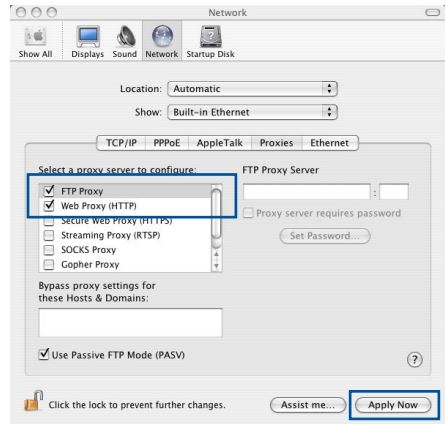 Network
Show All Displays Sound Network Startup Disk
Location: Automatic
Show: Built-in Ethernet
TCP/IP PPPoE AppleTalk Proxies Ethernet
Select a proxy server to configure: FTP Proxy Server
FTP Proxy
Web Proxy (HTTP) :
Secure Web Proxy (HTTPS) Proxy server requires password
Streaming Proxy (RTSP) Set Password...
SOCKS Proxy
Gopher Proxy
Bypass proxy settings for
these Hosts & Domains:
Use Passive FTP Mode (PASV) ?
Click the lock to prevent further changes. Assist me... Apply Now